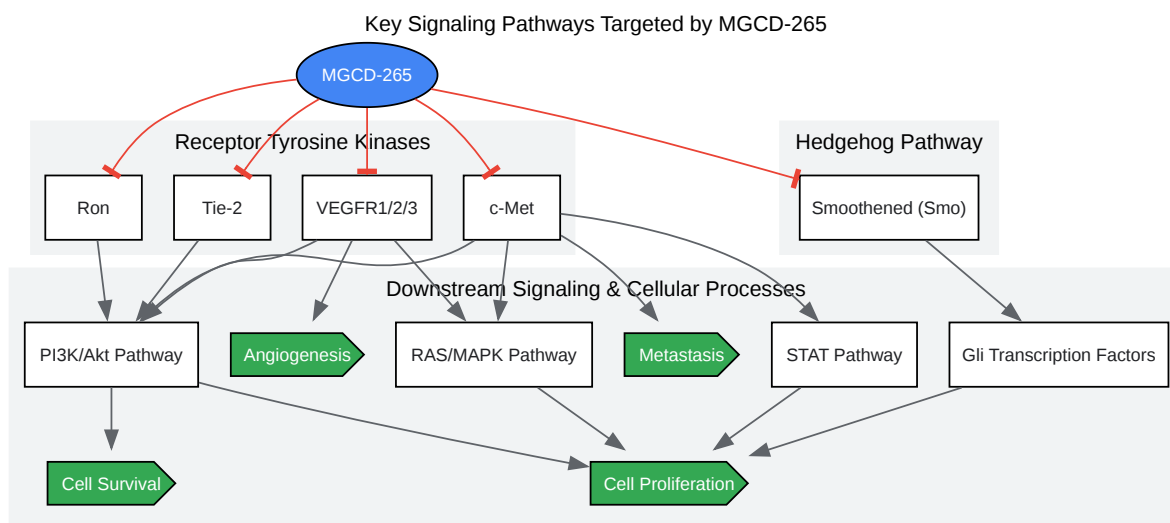 Key Signaling Pathways Targeted by MGCD-265
MGCD-265
Receptor Tyrosine Kinases
Hedgehog Pathway
Ron
Tie-2
VEGFR1/2/3
c-Met
Smoothened (Smo)
Downstream Signaling & Cellular Processes
PI3K/Akt Pathway
Angiogenesis
RAS/MAPK Pathway
Metastasis
STAT Pathway
Gli Transcription Factors
Cell Survival
Cell Proliferation